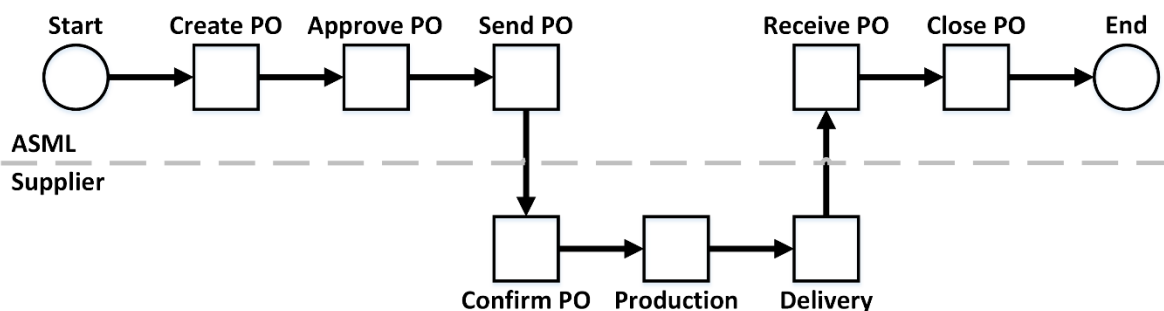 Start
Create PO
Approve PO
Send PO
Receive PO
Close PO
End
ASML
Supplier
Confirm PO
Production
Delivery